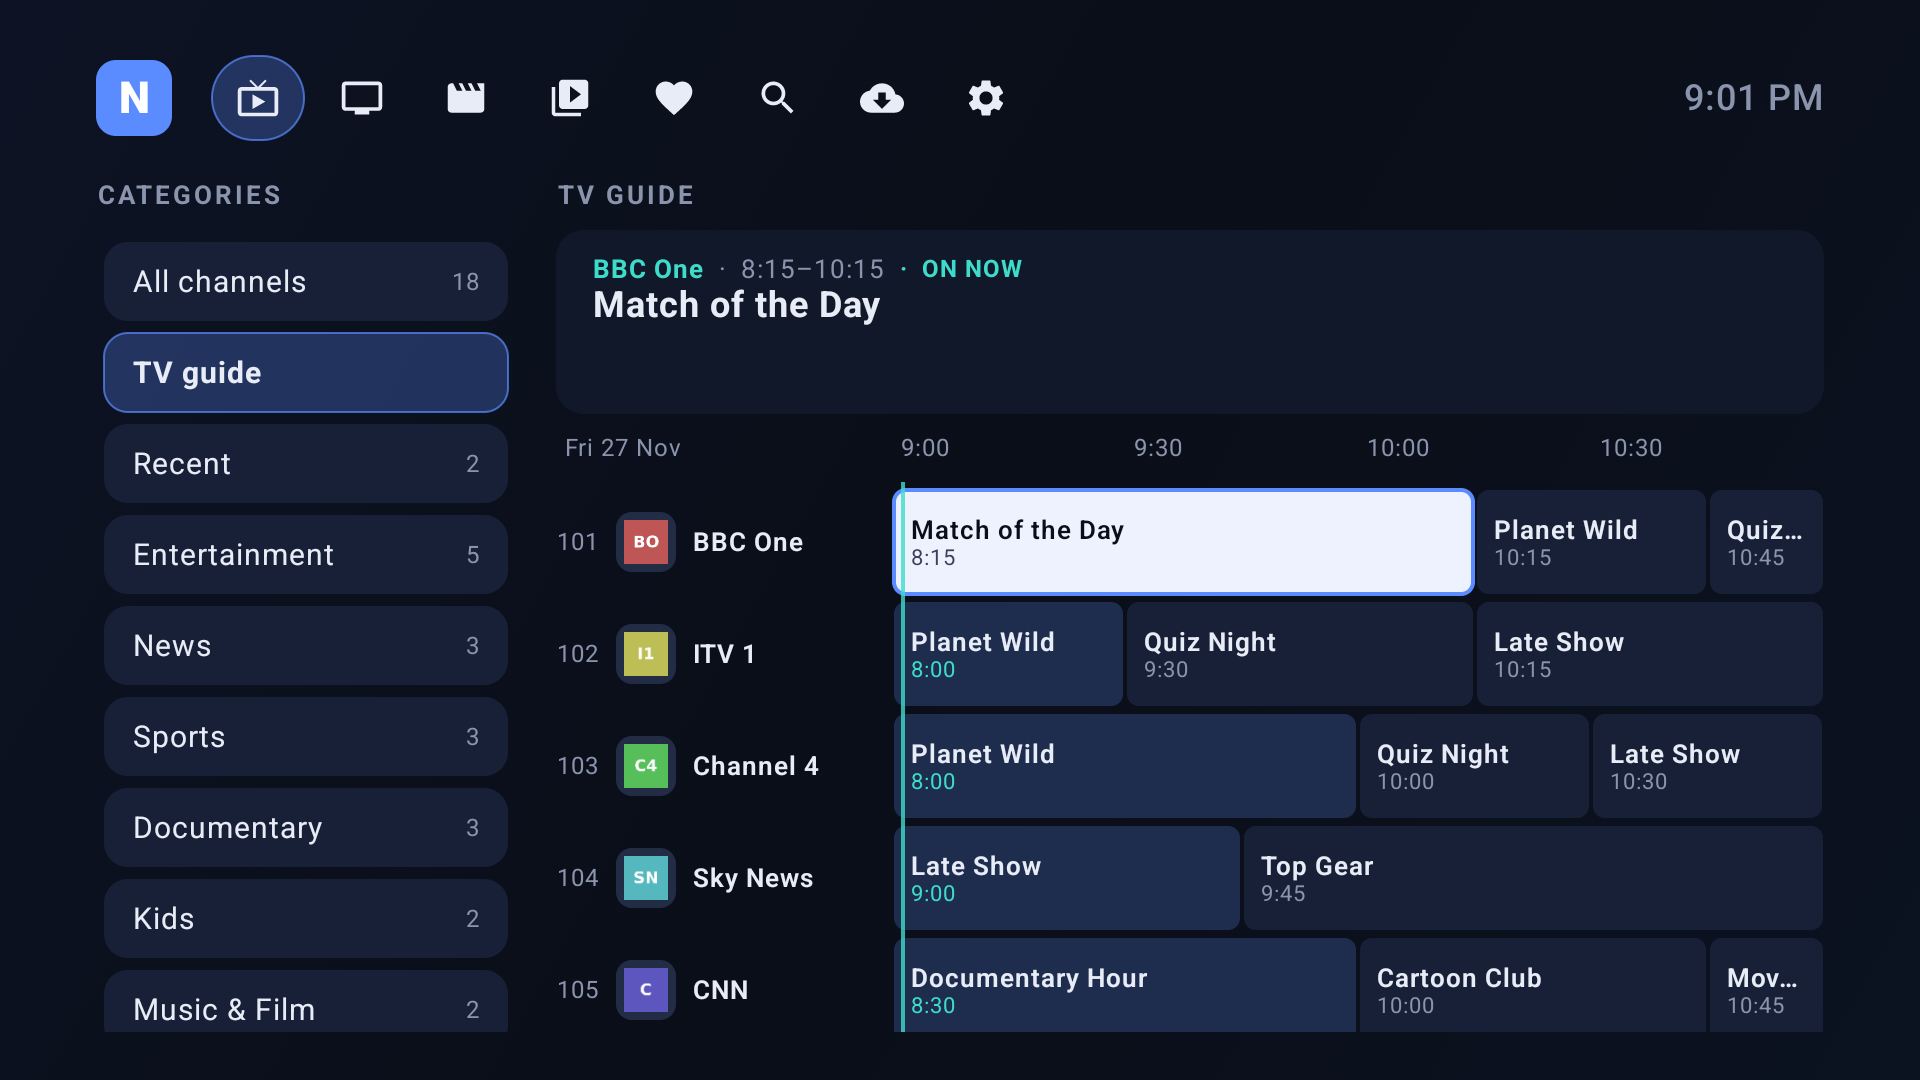 N
9:01 PM
CATEGORIES
All channels 18
TV guide
Recent 2
Entertainment 5
News 3
Sports 3
Documentary 3
Kids 2
Music & Film 2
TV GUIDE
BBC One · 8:15–10:15 · ON NOW
Match of the Day
Fri 27 Nov 9:00 9:30 10:00 10:30
101 BO BBC One
Match of the Day
8:15
Planet Wild
10:15
Quiz...
10:45
102 I1 ITV 1
Planet Wild
8:00
Quiz Night
9:30
Late Show
10:15
103 C4 Channel 4
Planet Wild
8:00
Quiz Night
10:00
Late Show
10:30
104 SN Sky News
Late Show
9:00
Top Gear
9:45
105 C CNN
Documentary Hour
8:30
Cartoon Club
10:00
Mov...
10:45